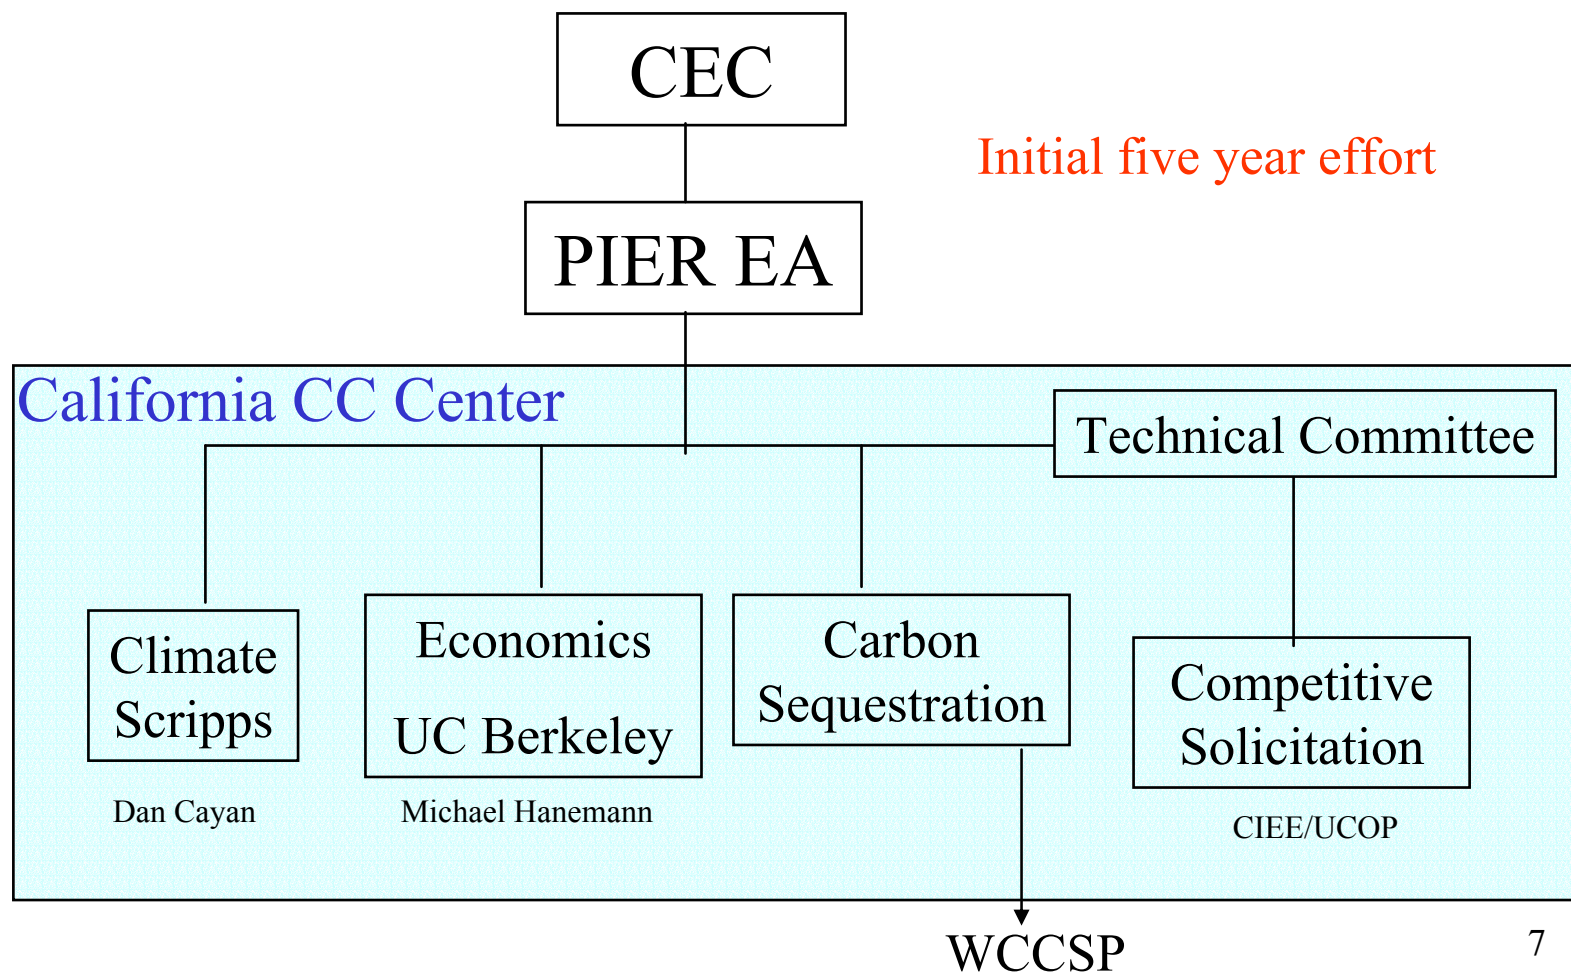 CEC
Initial five year effort
PIER EA
California CC Center
Technical Committee
Climate
Scripps
Economics
UC Berkeley
Carbon
Sequestration
Competitive
Solicitation
Dan Cayan
Michael Hanemann
CIEE/UCOP
WCCSP
7